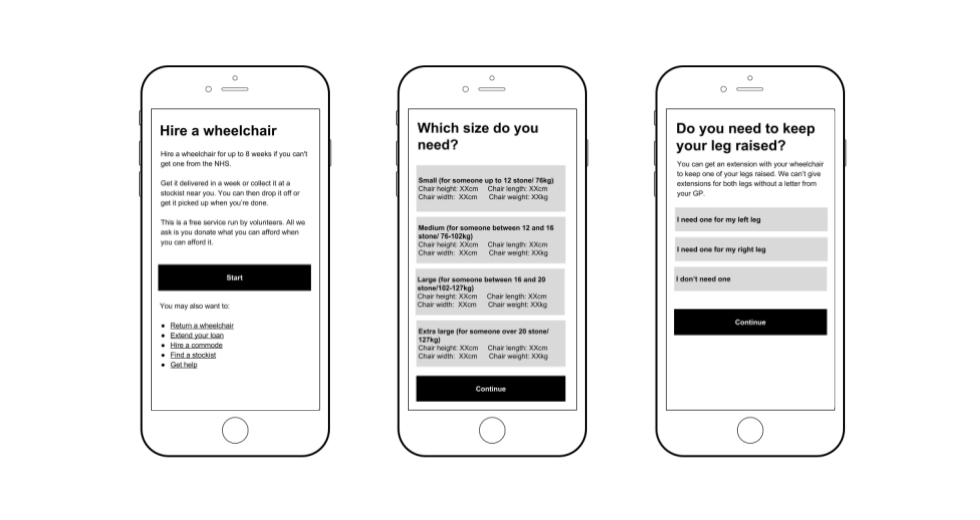 Hire a wheelchair
Hire a wheelchair for up to 8 weeks if you can't
get one from the NHS.
Get it delivered in a week or collect it at a
stockist near you. You can then drop it off or
get it picked up when you're done.
This is a free service run by volunteers. All we
ask is you donate what you can afford when
you can afford it.
Start
You may also want to:
Return a wheelchair
Extend your loan
Hire a commode
Find a stockist
Get help
Which size do you
need?
Small (for someone up to 12 stone/ 76kg)
Chair height: XXcm Chair length: XXcm
Chair width: XXcm Chair weight: XXkg
Medium (for someone between 12 and 16
stone/ 76-102kg)
Chair height: XXcm Chair length: XXcm
Chair width: XXcm Chair weight: XXkg
Large (for someone between 16 and 20
stone/102-127kg)
Chair height: XXcm Chair length: XXcm
Chair width: XXcm Chair weight: XXkg
Extra large (for someone over 20 stone/
127kg)
Chair height: XXcm Chair length: XXcm
Chair width: XXcm Chair weight: XXkg
Continue
Do you need to keep
your leg raised?
You can get an extension with your wheelchair
to keep one of your legs raised. We can't give
extensions for both legs without a letter from
your GP.
I need one for my left leg
I need one for my right leg
I don't need one
Continue